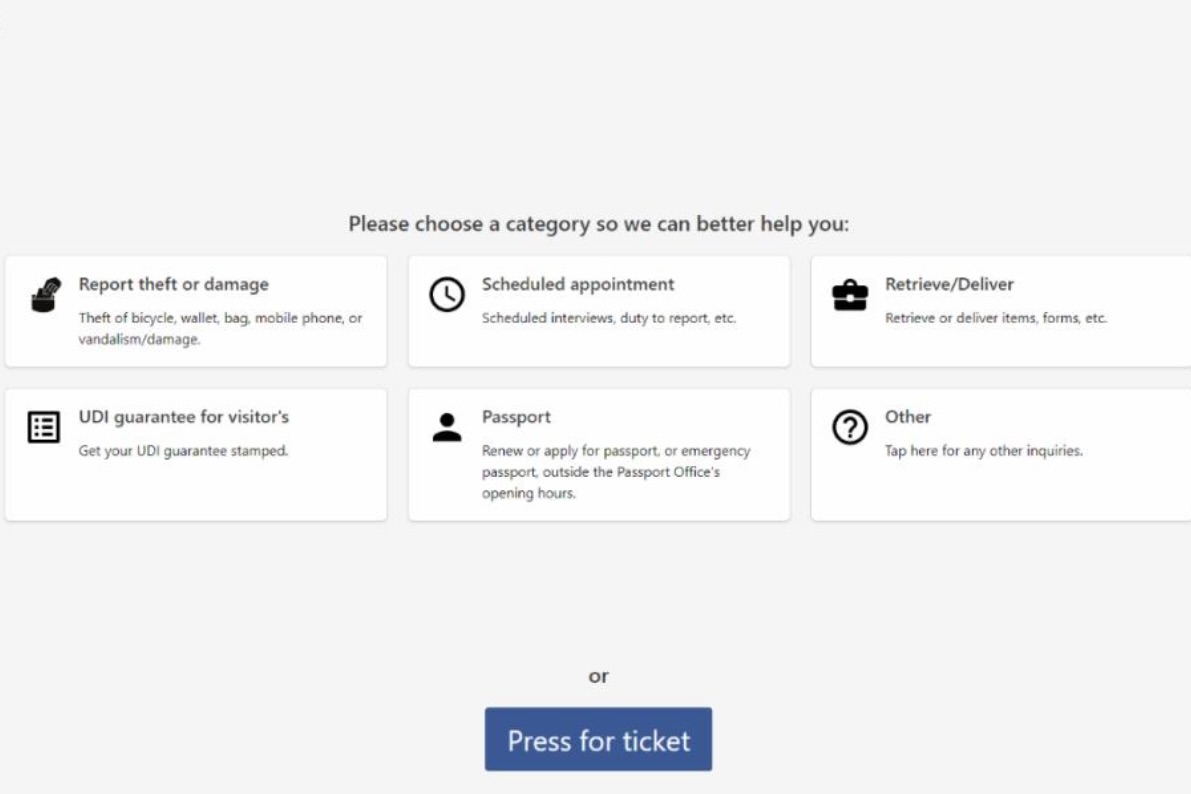 Please choose a category so we can better help you:
Report theft or damage
Theft of bicycle, wallet, bag, mobile phone, or
vandalism/damage.
Scheduled appointment
Scheduled interviews, duty to report, etc.
Retrieve/Deliver
Retrieve or deliver items, forms, etc.
UDI guarantee for visitor's
Get your UDI guarantee stamped.
Passport
Renew or apply for passport, or emergency
passport, outside the Passport Office's
opening hours.
Other
Tap here for any other inquiries.
or
Press for ticket